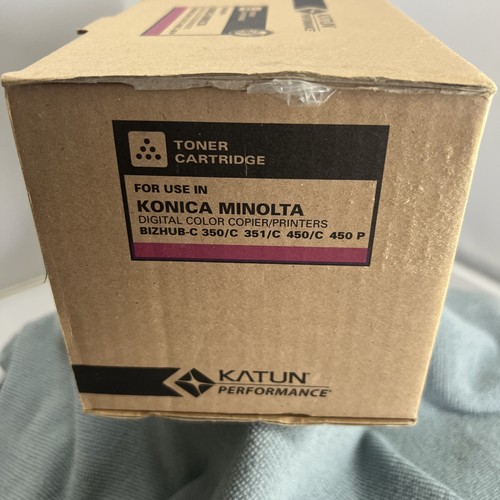 TONER
CARTRIDGE
FOR USE IN
KONICA MINOLTA
DIGITAL COLOR COPIER/PRINTERS
BIZHUB-C 350/C 351/C 450/C 450 P
KATUN
PERFORMANCE